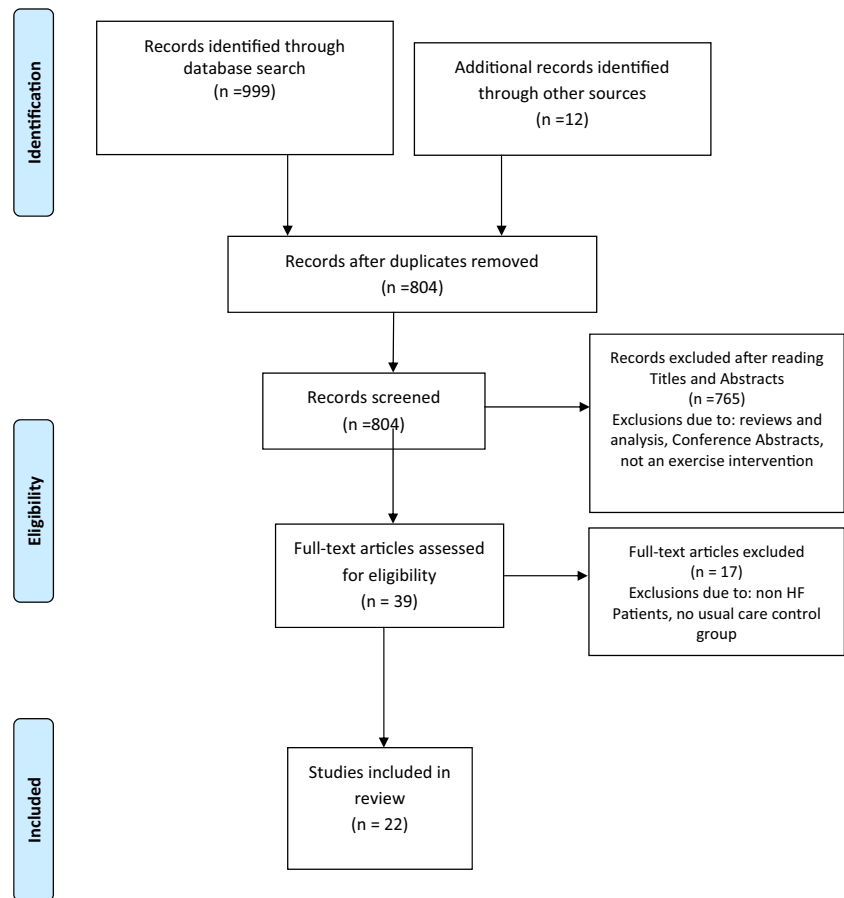 Identification
Records identified through
database search
(n =999)
Additional records identified
through other sources
(n =12)
Records after duplicates removed
(n =804)
Records screened
(n =804)
Records excluded after reading
Titles and Abstracts
(n =765)
Exclusions due to: reviews and
analysis, Conference Abstracts,
not an exercise intervention
Eligibility
Full-text articles assessed
for eligibility
(n = 39)
Full-text articles excluded
(n = 17)
Exclusions due to: non HF
Patients, no usual care control
group
Included
Studies included in
review
(n = 22)